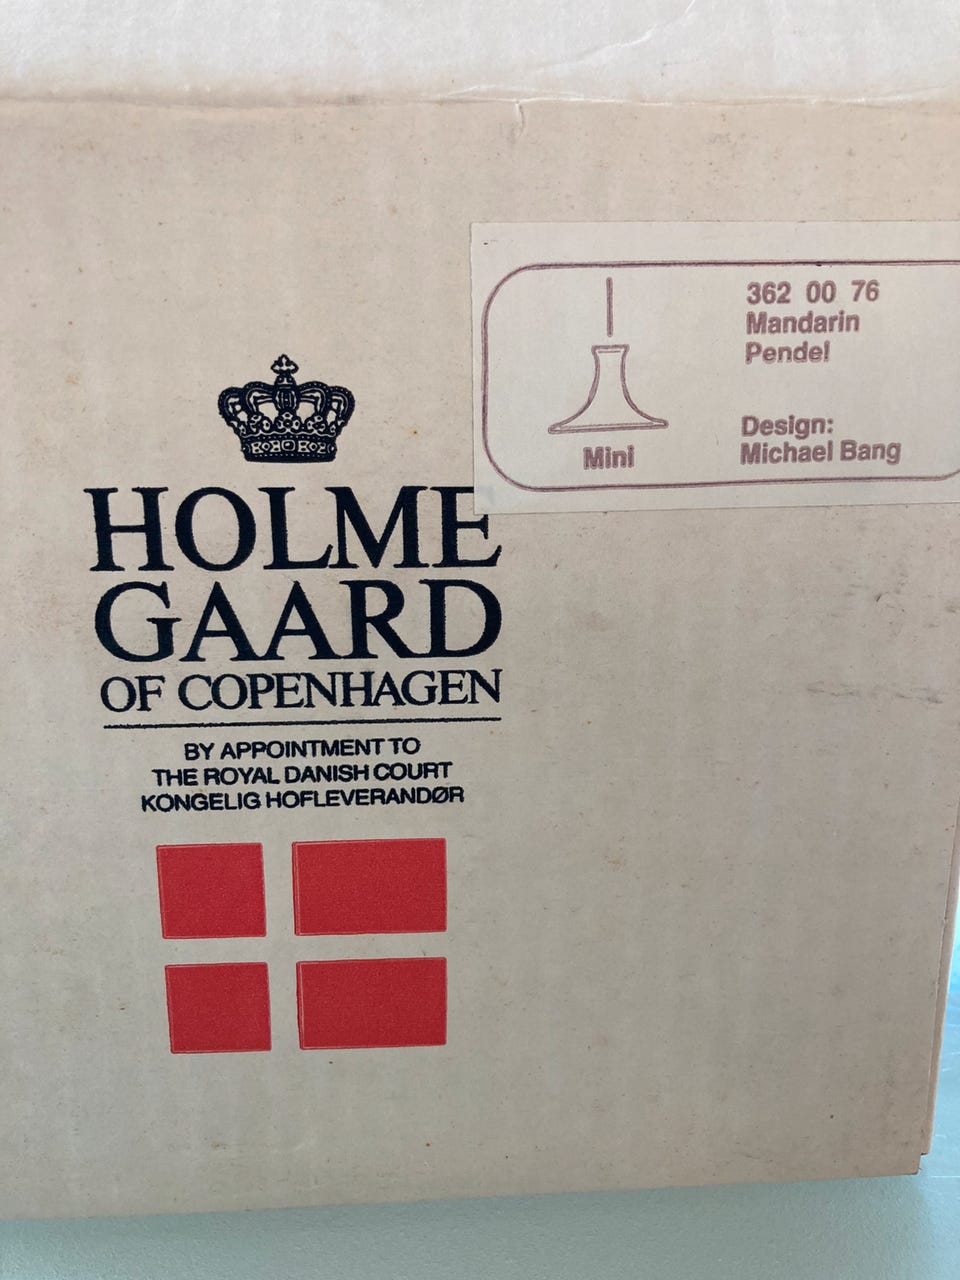 362 00 76
Mandarin
Pendel
Design:
Michael Bang
Mini
HOLME
GAARD
OF COPENHAGEN
BY APPOINTMENT TO
THE ROYAL DANISH COURT
KONGELIG HOFLEVERANDØR